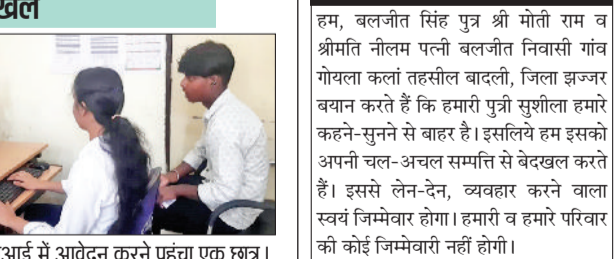 खेल
आई में आवेदन करने पहुंचा एक छात्र।
हम, बलजीत सिंह पुत्र श्री मोती राम व
श्रीमति नीलम पत्नी बलजीत निवासी गांव
गोयला कलां तहसील बादली, जिला झज्जर
बयान करते हैं कि हमारी पुत्री सुशीला हमारे
कहने-सुनने से बाहर है। इसलिये हम इसको
अपनी चल-अचल सम्पत्ति से बेदखल करते
हैं। इससे लेन-देन, व्यवहार करने वाला
स्वयं जिम्मेवार होगा। हमारी व हमारे परिवार
की कोई जिम्मेवारी नहीं होगी।